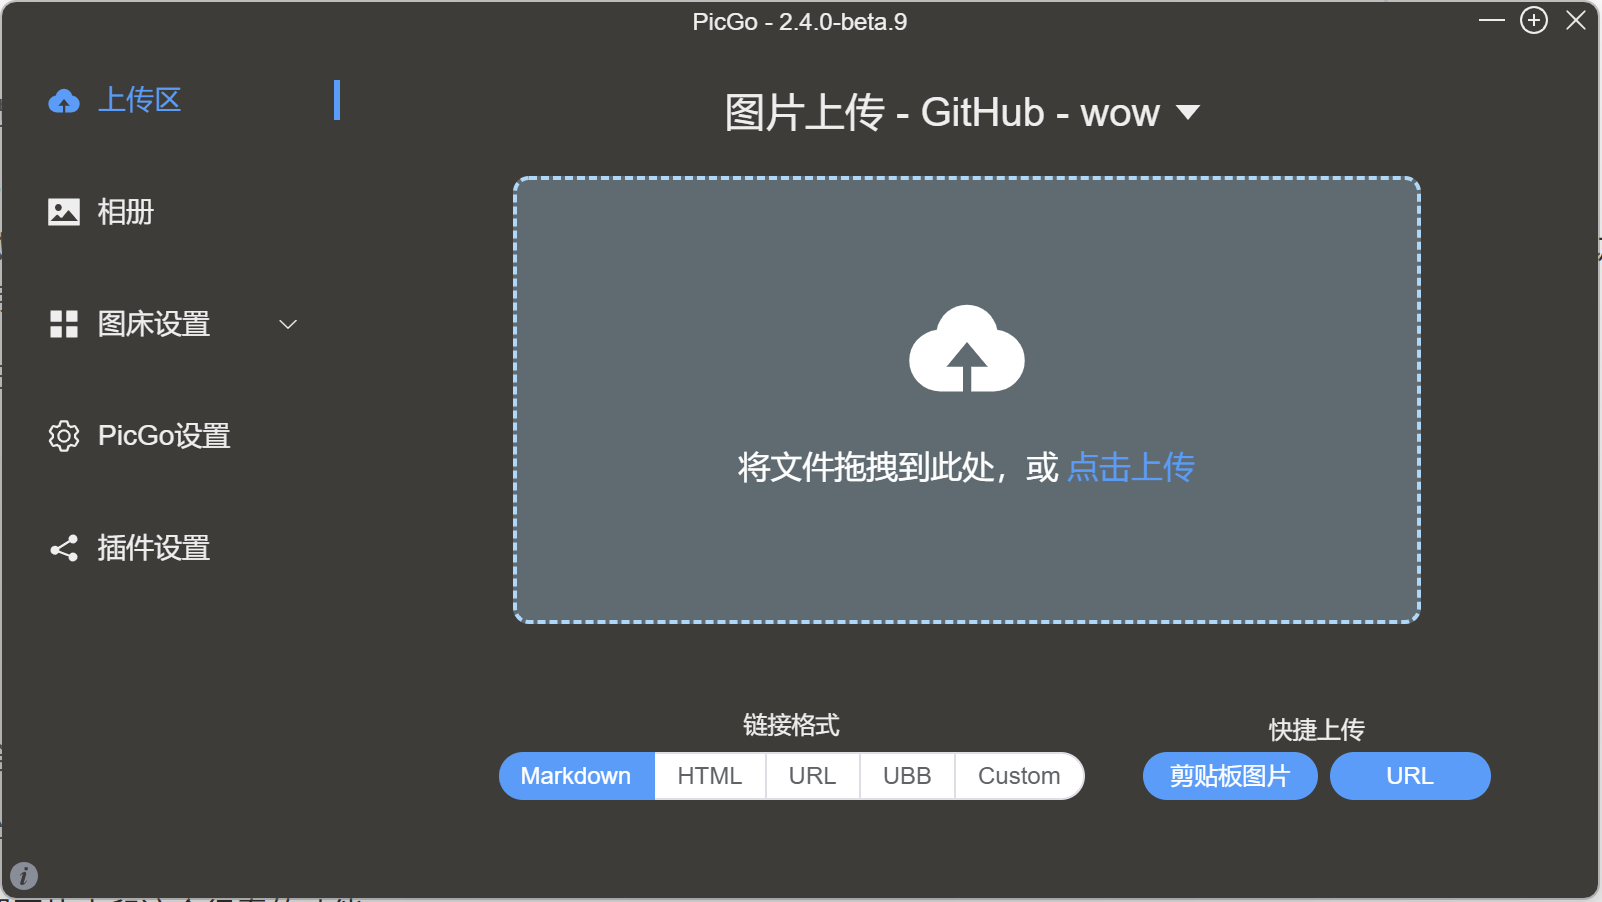 PicGo - 2.4.0-beta.9
上传区
相册
图床设置
PicGo设置
插件设置
图片上传 - GitHub - wow
将文件拖拽到此处，或 点击上传
链接格式
Markdown HTML URL UBB Custom
快捷上传
剪贴板图片 URL